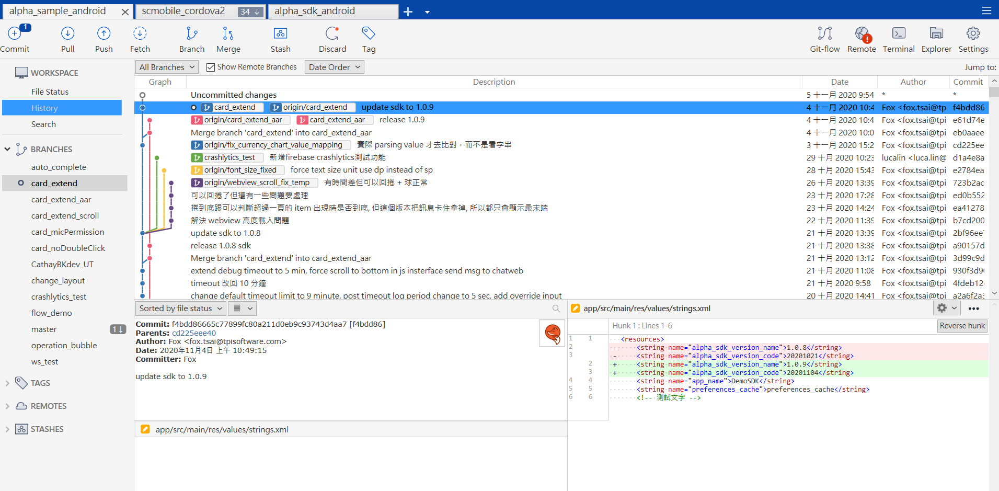 alpha_sample_android
scmobile_cordova2 34
alpha_sdk_android
Commit 1
Pull
Push
Fetch
Branch
Merge
Stash
Discard
Tag
Git-flow
Remote
Terminal
Explorer
Settings
WORKSPACE
File Status
History
Search
BRANCHES
auto_complete
card_extend
card_extend_aar
card_extend_scroll
card_micPermission
card_noDoubleClick
CathayBKdev_UT
change_layout
crashlytics_test
flow_demo
master 1
operation_bubble
ws_test
TAGS
REMOTES
STASHES
All Branches Show Remote Branches Date Order Jump to:
Graph Description Date Author Commit
Uncommitted changes 5 十一月 2020 9:54 * *
card_extend origin/card_extend update sdk to 1.0.9 4 十一月 2020 10:4 Fox <fox.tsai@tp f4bdd86
origin/card_extend_aar card_extend_aar release 1.0.9 4 十一月 2020 10:4 Fox <fox.tsai@tpi e61d74e
Merge branch 'card_extend' into card_extend_aar 4 十一月 2020 10:0 Fox <fox.tsai@tpi eb0aaee
origin/fix_currency_chart_value_mapping 實際 parsing value 才去比對，而不是看字串 3 十一月 2020 15:2 Fox <fox.tsai@tpi cd225ee
crashlytics_test 新增firebase crashlytics測試功能 29 十月 2020 10:23 lucalin <luca.lin@ d1a4e8a
origin/font_size_fixed force text size unit use dp instead of sp 28 十月 2020 15:43 Fox <fox.tsai@tpi e2784ea
origin/webview_scroll_fix_temp 有時間差但可以回捲 + 球正常 26 十月 2020 13:39 Fox <fox.tsai@tpi 723b2ac
可以回捲了但還有一些問題要處理 23 十月 2020 17:28 Fox <fox.tsai@tpi ed0b552
捲到底跟可以判斷超過一頁的 item 出現時是否到底, 但這個版本把訊息卡住拿掉, 所以都只會顯示最末端 23 十月 2020 14:24 Fox <fox.tsai@tpi ea41278
解決 webview 高度載入問題 22 十月 2020 11:39 Fox <fox.tsai@tpi b7cd200
update sdk to 1.0.8 21 十月 2020 13:39 Fox <fox.tsai@tpi 2bf96ee
release 1.0.8 sdk 21 十月 2020 13:38 Fox <fox.tsai@tpi a90157d
Merge branch 'card_extend' into card_extend_aar 21 十月 2020 13:12 Fox <fox.tsai@tpi 3d99c9d
extend debug timeout to 5 min, force scroll to bottom in js insterface send msg to chatweb 21 十月 2020 11:08 Fox <fox.tsai@tpi 930f3d9
timeout 改回 10 分鐘 21 十月 2020 9:58 Fox <fox.tsai@tpi 4fdeb12
change default timeout limit to 9 minute, post timeout log period change to 5 sec, add override input 20 十月 2020 14:41 Fox <fox.tsai@tpi a2a6f2a
Sorted by file status
Commit: f4bdd86665c77899fc80a211d0eb9c93743d4aa7 [f4bdd86]
Parents: cd225eee40
Author: Fox <fox.tsai@tpisoftware.com>
Date: 2020年11月4日 上午 10:49:15
Committer: Fox
update sdk to 1.0.9
app/src/main/res/values/strings.xml
app/src/main/res/values/strings.xml
Hunk 1 : Lines 1-6 Reverse hunk
1 1 <resources>
2 - <string name="alpha_sdk_version_name">1.0.8</string>
3 - <string name="alpha_sdk_version_code">20201021</string>
2 + <string name="alpha_sdk_version_name">1.0.9</string>
3 + <string name="alpha_sdk_version_code">20201104</string>
4 4 <string name="app_name">DemoSDK</string>
5 5 <string name="preferences_cache">preferences_cache</string>
6 6 <!-- 測試文字 -->